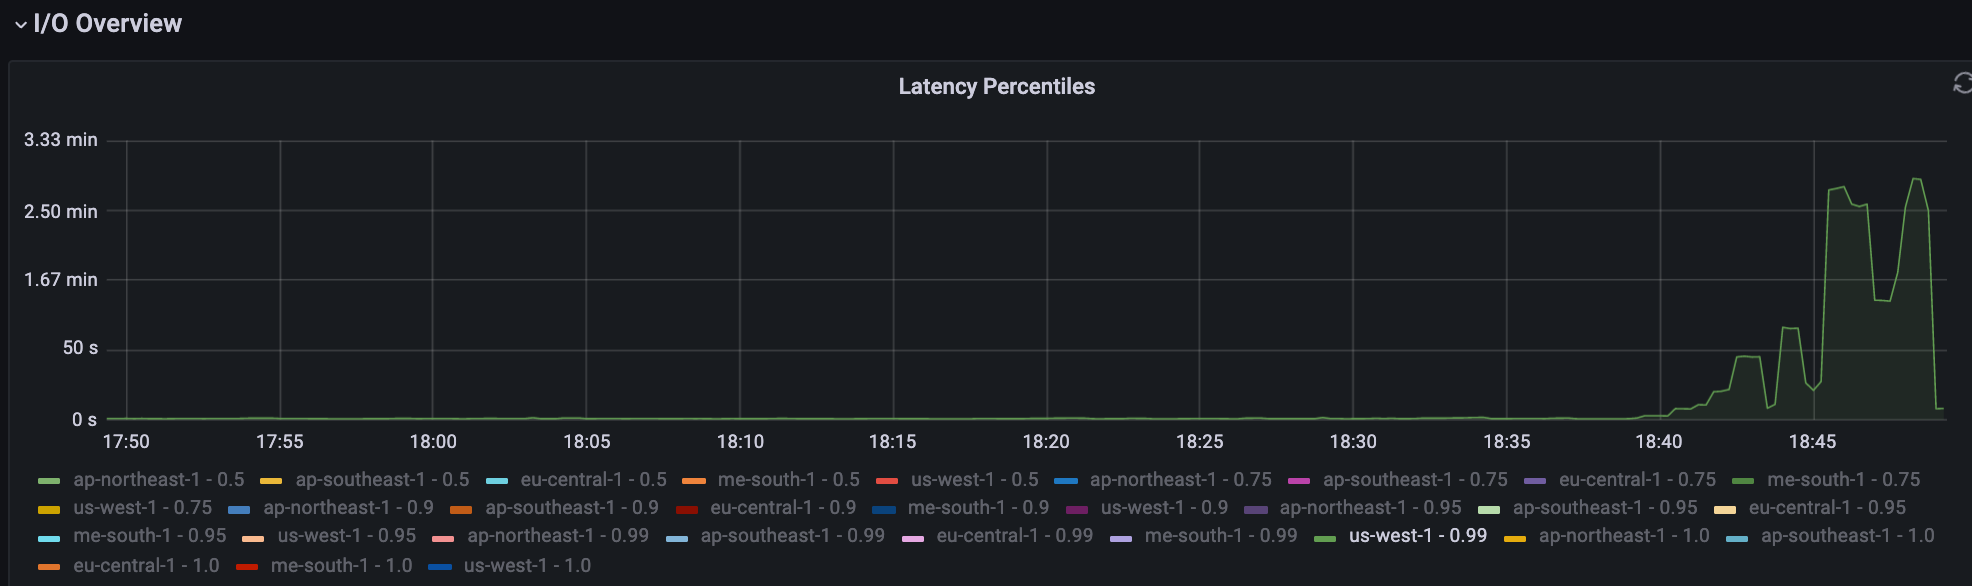 I/O Overview
Latency Percentiles
3.33 min
2.50 min
1.67 min
50 s
0 s
17:50 17:55 18:00 18:05 18:10 18:15 18:20 18:25 18:30 18:35 18:40 18:45
ap-northeast-1 - 0.5 ap-southeast-1 - 0.5 eu-central-1 - 0.5 me-south-1 - 0.5 us-west-1 - 0.5 ap-northeast-1 - 0.75 ap-southeast-1 - 0.75 eu-central-1 - 0.75 me-south-1 - 0.75
us-west-1 - 0.75 ap-northeast-1 - 0.9 ap-southeast-1 - 0.9 eu-central-1 - 0.9 me-south-1 - 0.9 us-west-1 - 0.9 ap-northeast-1 - 0.95 ap-southeast-1 - 0.95 eu-central-1 - 0.95
me-south-1 - 0.95 us-west-1 - 0.95 ap-northeast-1 - 0.99 ap-southeast-1 - 0.99 eu-central-1 - 0.99 me-south-1 - 0.99 us-west-1 - 0.99 ap-northeast-1 - 1.0 ap-southeast-1 - 1.0
eu-central-1 - 1.0 me-south-1 - 1.0 us-west-1 - 1.0